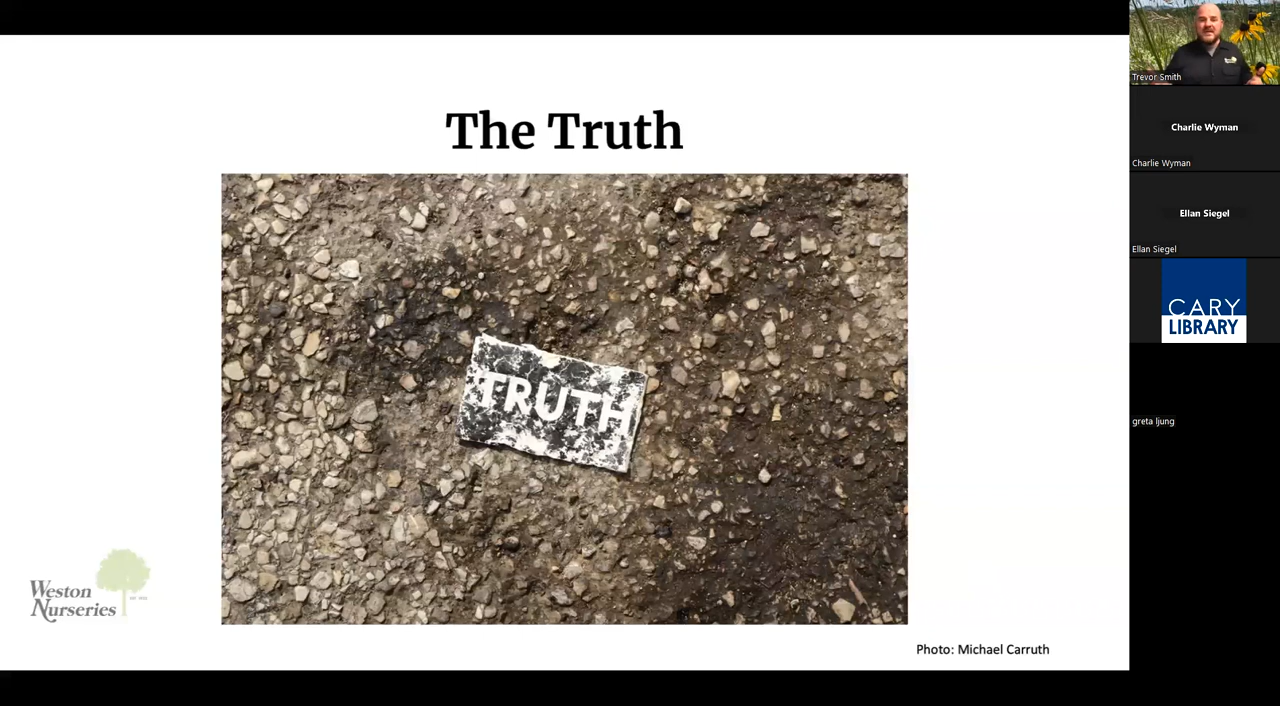 The Truth
TRUTH
Weston
Nurseries
Photo: Michael Carruth
Trevor Smith
Charlie Wyman
Charlie Wyman
Ellan Siegel
Ellan Siegel
CARY
LIBRARY
greta ljung